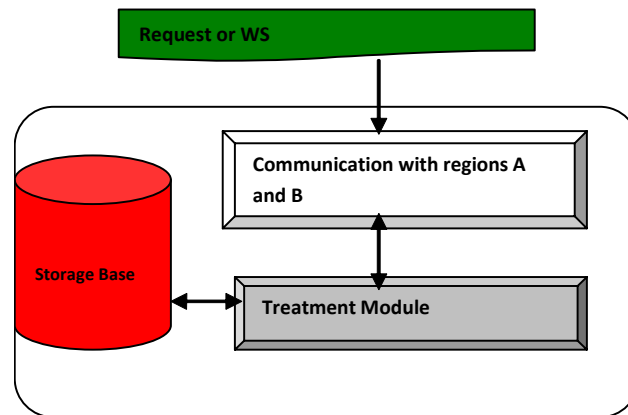 Request or WS
Communication with regions A
and B
Storage Base
Treatment Module